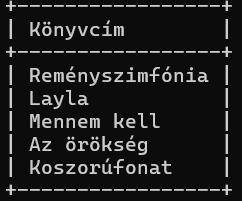 Könyvcím
Reményszimfónia
Layla
Mennem kell
Az örökség
Koszorúfonat